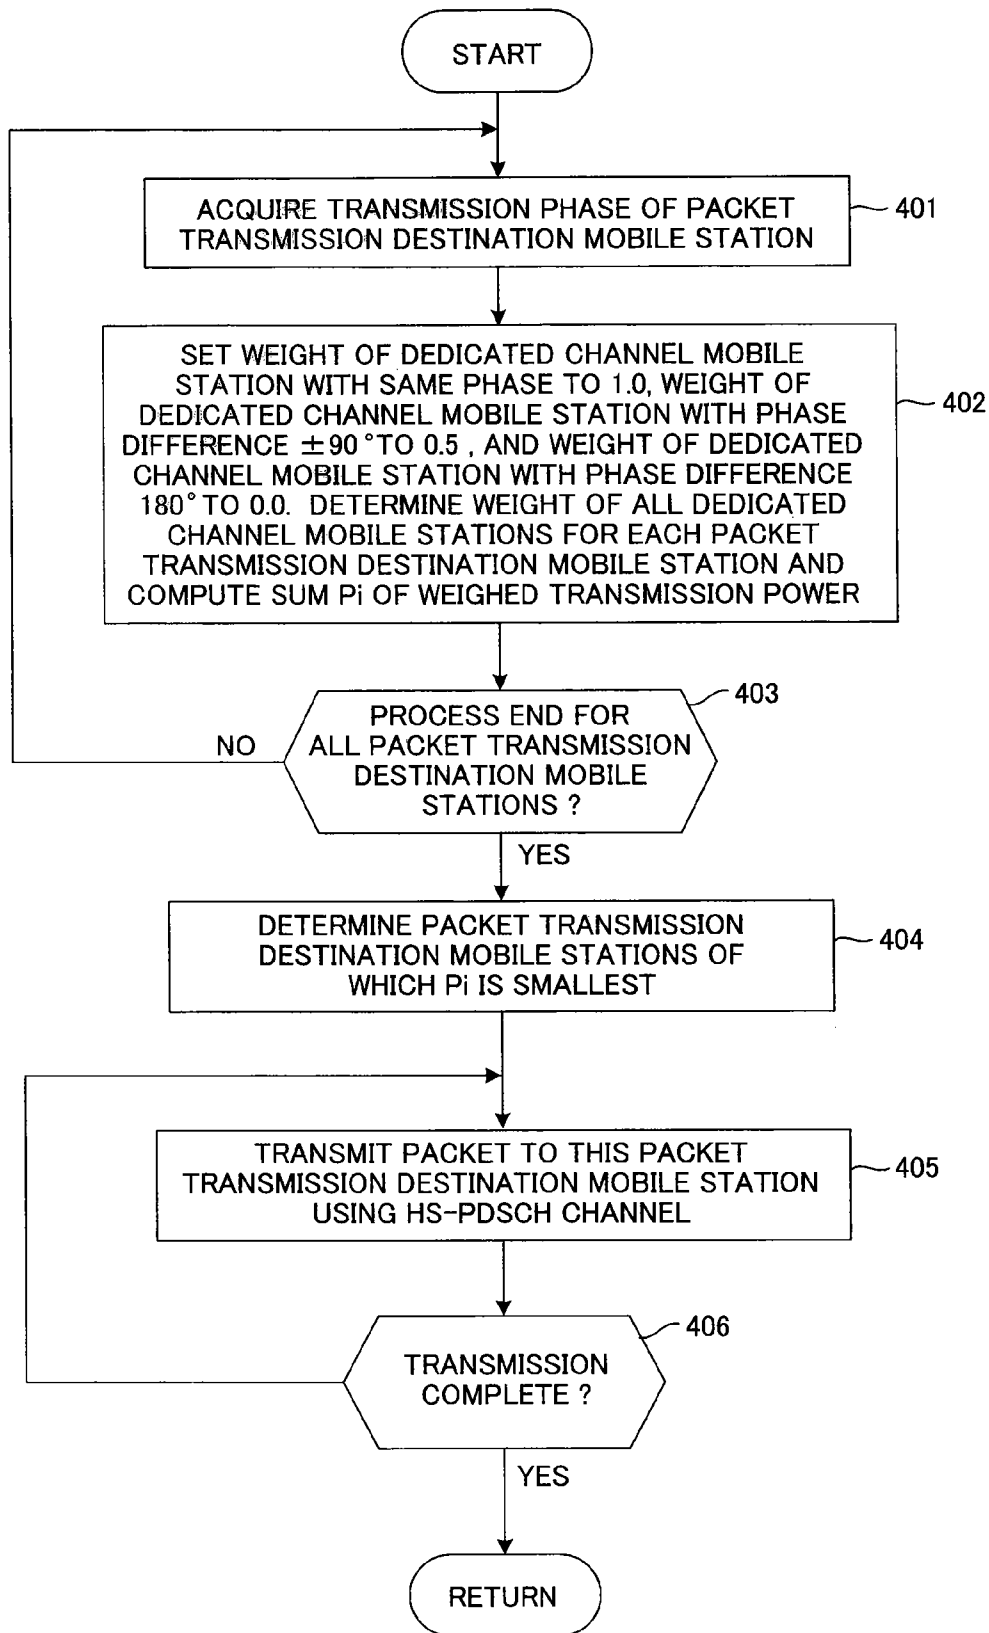 START
ACQUIRE TRANSMISSION PHASE OF PACKET
TRANSMISSION DESTINATION MOBILE STATION
401
SET WEIGHT OF DEDICATED CHANNEL MOBILE
STATION WITH SAME PHASE TO 1.0, WEIGHT OF
DEDICATED CHANNEL MOBILE STATION WITH PHASE
DIFFERENCE ±90° TO 0.5 , AND WEIGHT OF DEDICATED
CHANNEL MOBILE STATION WITH PHASE DIFFERENCE
180° TO 0.0. DETERMINE WEIGHT OF ALL DEDICATED
CHANNEL MOBILE STATIONS FOR EACH PACKET
TRANSMISSION DESTINATION MOBILE STATION AND
COMPUTE SUM Pi OF WEIGHED TRANSMISSION POWER
402
PROCESS END FOR
ALL PACKET TRANSMISSION
DESTINATION MOBILE
STATIONS ?
403
NO
YES
DETERMINE PACKET TRANSMISSION
DESTINATION MOBILE STATIONS OF
WHICH Pi IS SMALLEST
404
TRANSMIT PACKET TO THIS PACKET
TRANSMISSION DESTINATION MOBILE STATION
USING HS-PDSCH CHANNEL
405
TRANSMISSION
COMPLETE ?
406
YES
RETURN